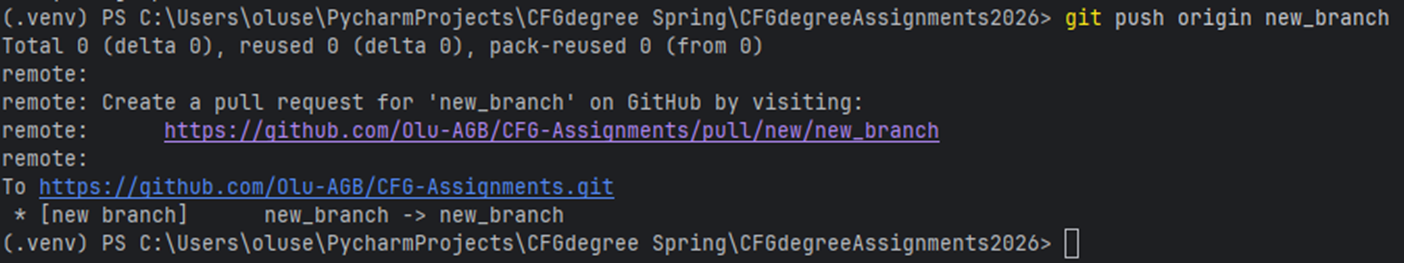 (.venv) PS C:\Users\oluse\PycharmProjects\CFGdegree Spring\CFGdegreeAssignments2026> git push origin new_branch
Total 0 (delta 0), reused 0 (delta 0), pack-reused 0 (from 0)
remote:
remote: Create a pull request for 'new_branch' on GitHub by visiting:
remote:      https://github.com/Olu-AGB/CFG-Assignments/pull/new/new_branch
remote:
To https://github.com/Olu-AGB/CFG-Assignments.git
 * [new branch]      new_branch -> new_branch
(.venv) PS C:\Users\oluse\PycharmProjects\CFGdegree Spring\CFGdegreeAssignments2026>